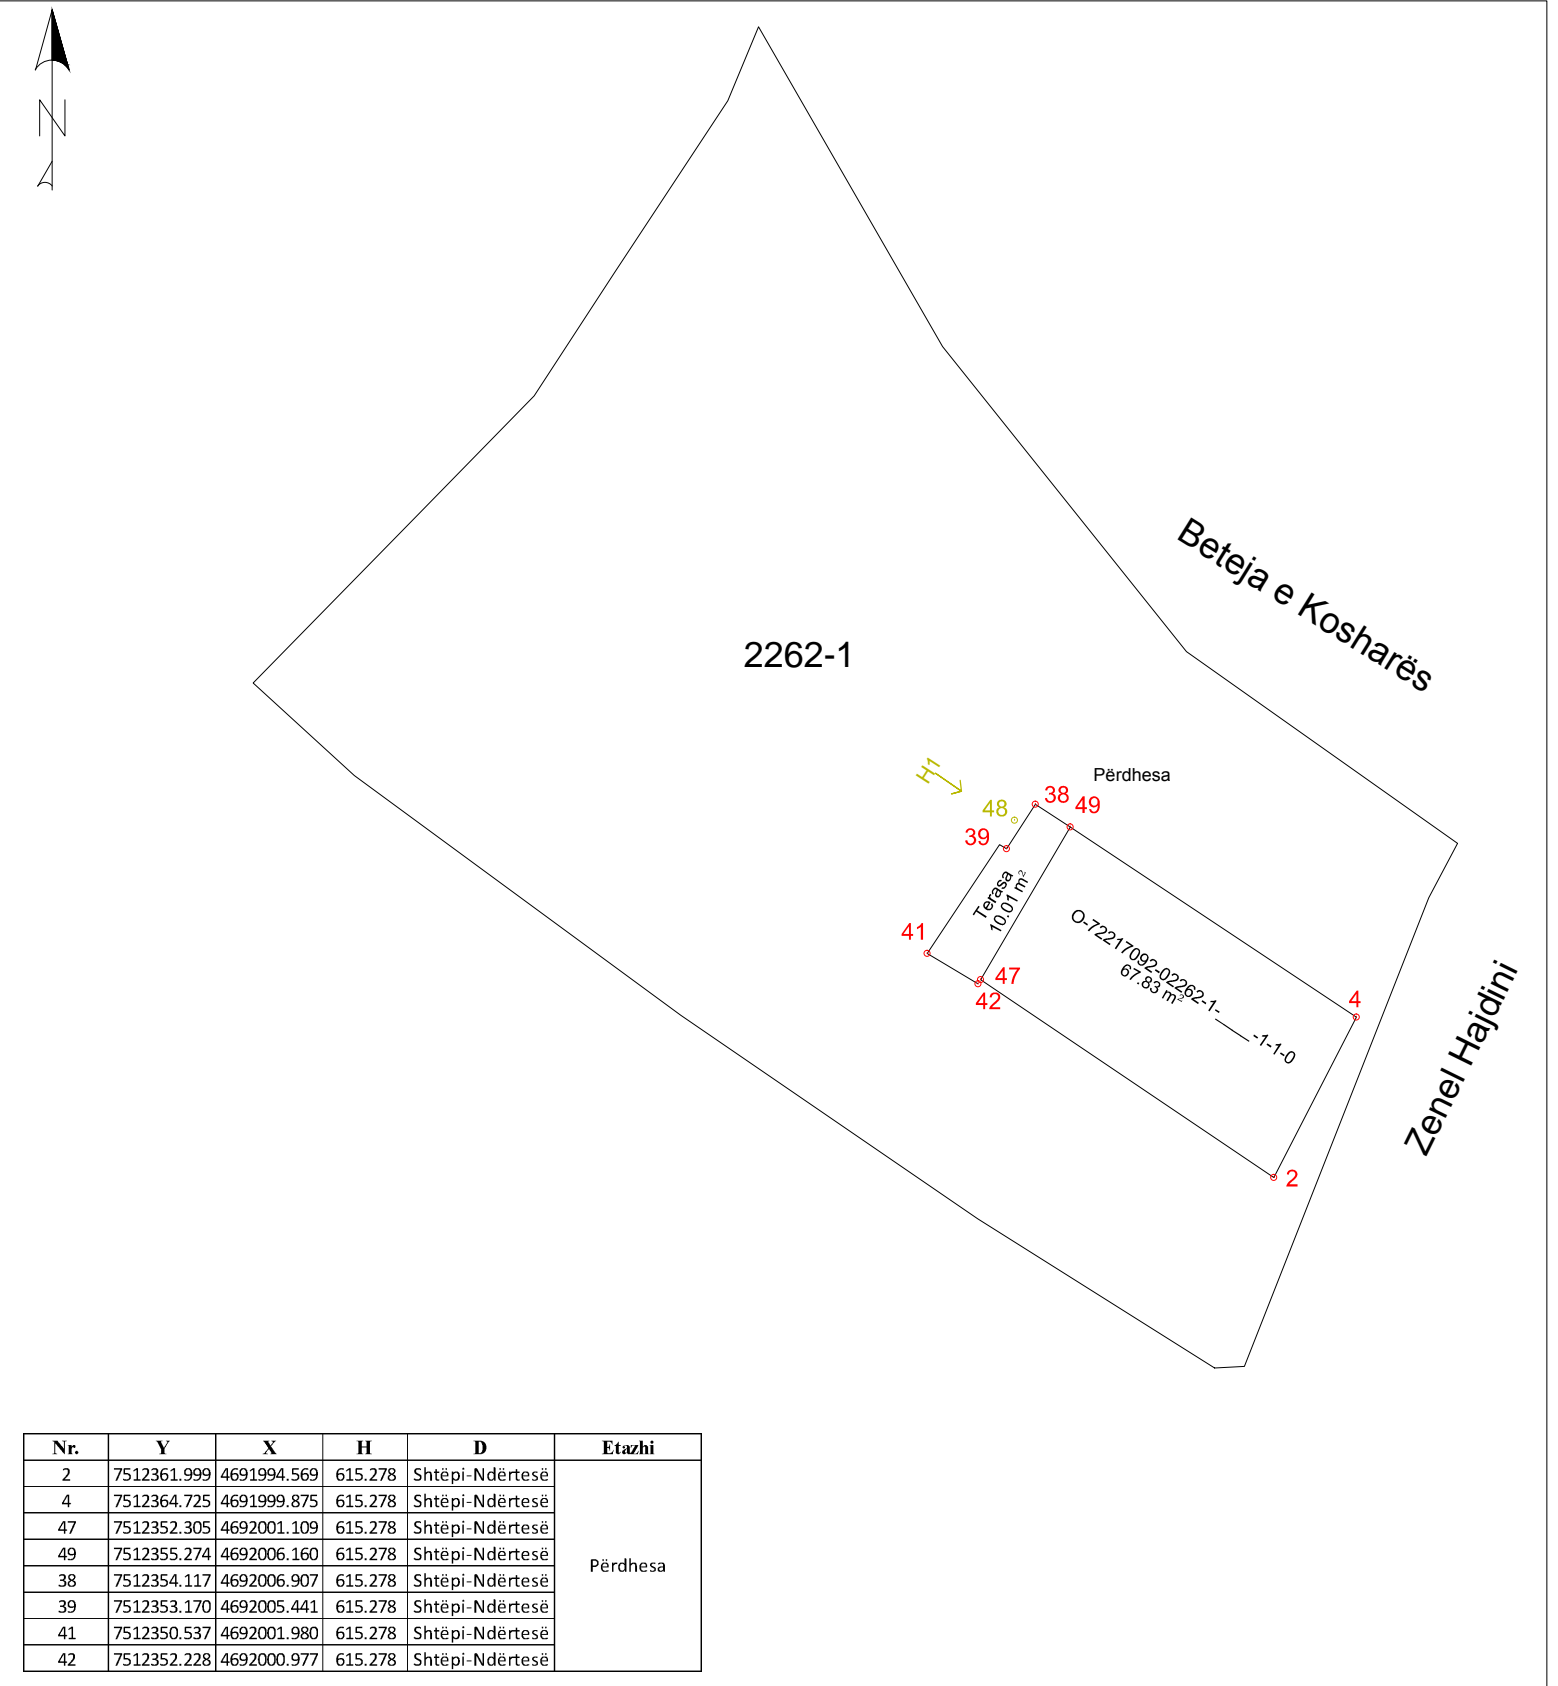 N
Beteja e Kosharës
2262-1
H1
Përdhesa
48
38
49
39
Terasa
10.01 m²
41
O-72217092-02262-1-____-1-1-0
67.83 m²
47
42
4
Zenel Hajdini
2
Nr. Y X H D Etazhi
2 7512361.999 4691994.569 615.278 Shtëpi-Ndërtesë
4 7512364.725 4691999.875 615.278 Shtëpi-Ndërtesë
47 7512352.305 4692001.109 615.278 Shtëpi-Ndërtesë
49 7512355.274 4692006.160 615.278 Shtëpi-Ndërtesë
Përdhesa
38 7512354.117 4692006.907 615.278 Shtëpi-Ndërtesë
39 7512353.170 4692005.441 615.278 Shtëpi-Ndërtesë
41 7512350.537 4692001.980 615.278 Shtëpi-Ndërtesë
42 7512352.228 4692000.977 615.278 Shtëpi-Ndërtesë